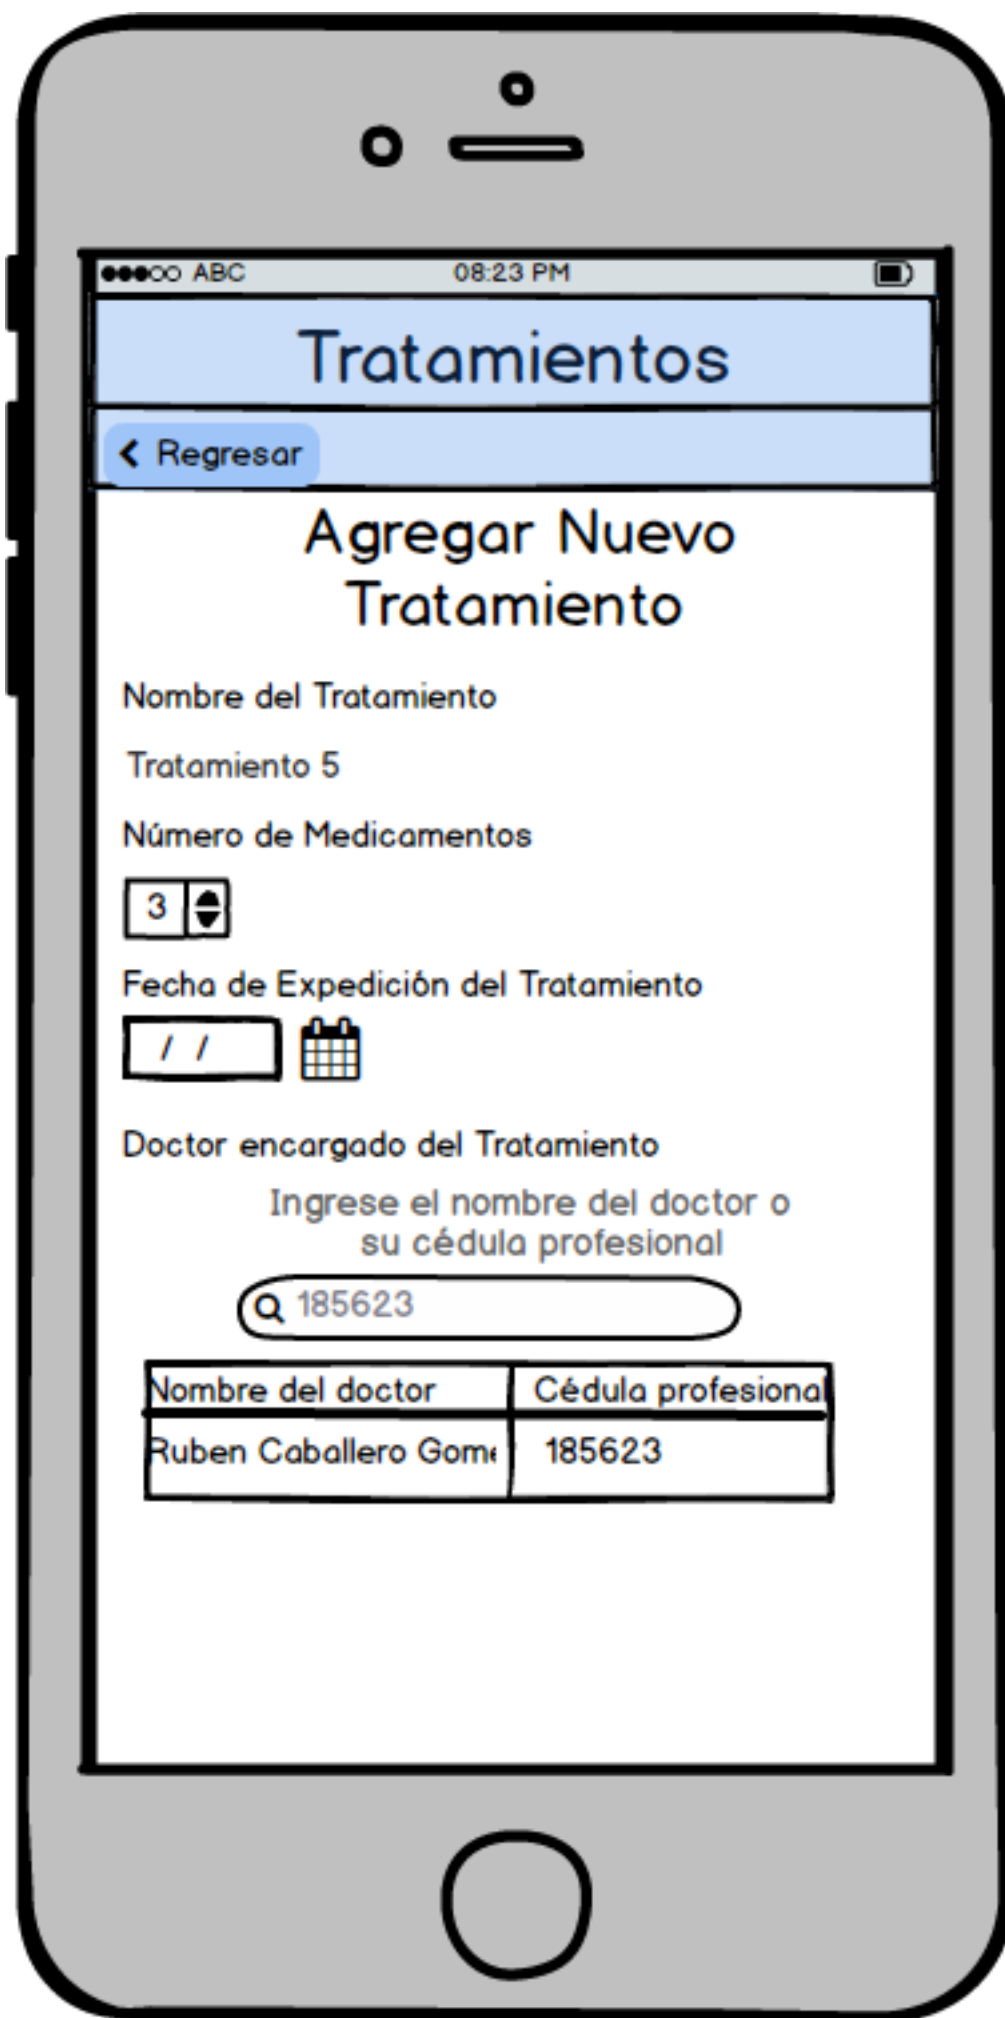 ABC 08:23 PM
Tratamientos
Regresar
Agregar Nuevo
Tratamiento
Nombre del Tratamiento
Tratamiento 5
Número de Medicamentos
3
Fecha de Expedición del Tratamiento
/ /
Doctor encargado del Tratamiento
Ingrese el nombre del doctor o
su cédula profesional
185623
Nombre del doctor Cédula profesional
Ruben Caballero Gome 185623